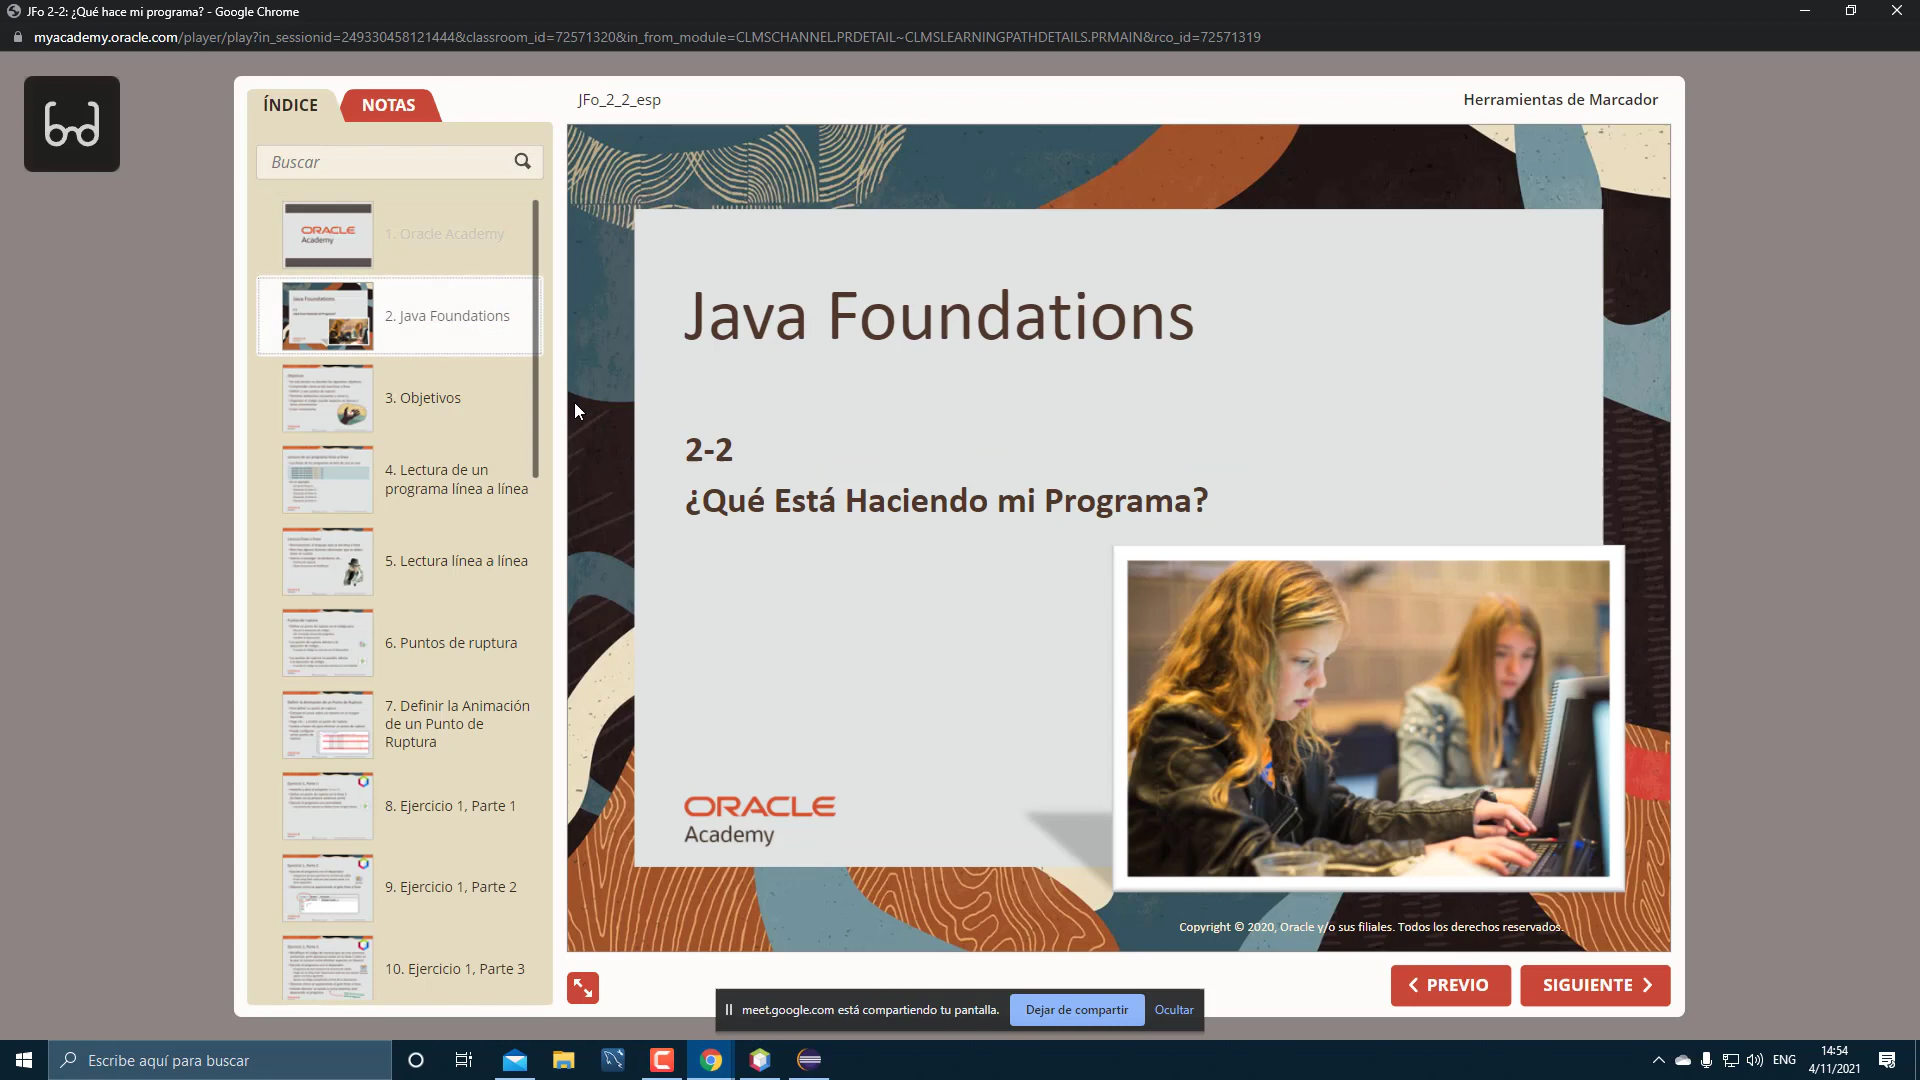 JFo 2-2: ¿Qué hace mi programa? - Google Chrome
myacademy.oracle.com/player/play?in_sessionid=249330458121444&classroom_id=72571320&in_from_module=CLMSCHANNEL.PRDETAIL~CLMSLEARNINGPATHDETAILS.PRMAIN&rco_id=72571319
ÍNDICE
NOTAS
JFo_2_2_esp
Herramientas de Marcador
Buscar
ORACLE
Academy
1. Oracle Academy
Java Foundations
2. Java Foundations
3. Objetivos
4. Lectura de un
programa línea a línea
5. Lectura línea a línea
6. Puntos de ruptura
7. Definir la Animación
de un Punto de
Ruptura
8. Ejercicio 1, Parte 1
9. Ejercicio 1, Parte 2
10. Ejercicio 1, Parte 3
Java Foundations
2-2
¿Qué Está Haciendo mi Programa?
ORACLE
Academy
Copyright © 2020, Oracle y/o sus filiales. Todos los derechos reservados.
PREVIO
SIGUIENTE
meet.google.com está compartiendo tu pantalla.
Dejar de compartir
Ocultar
Escribe aquí para buscar
ENG
14:54
4/11/2021